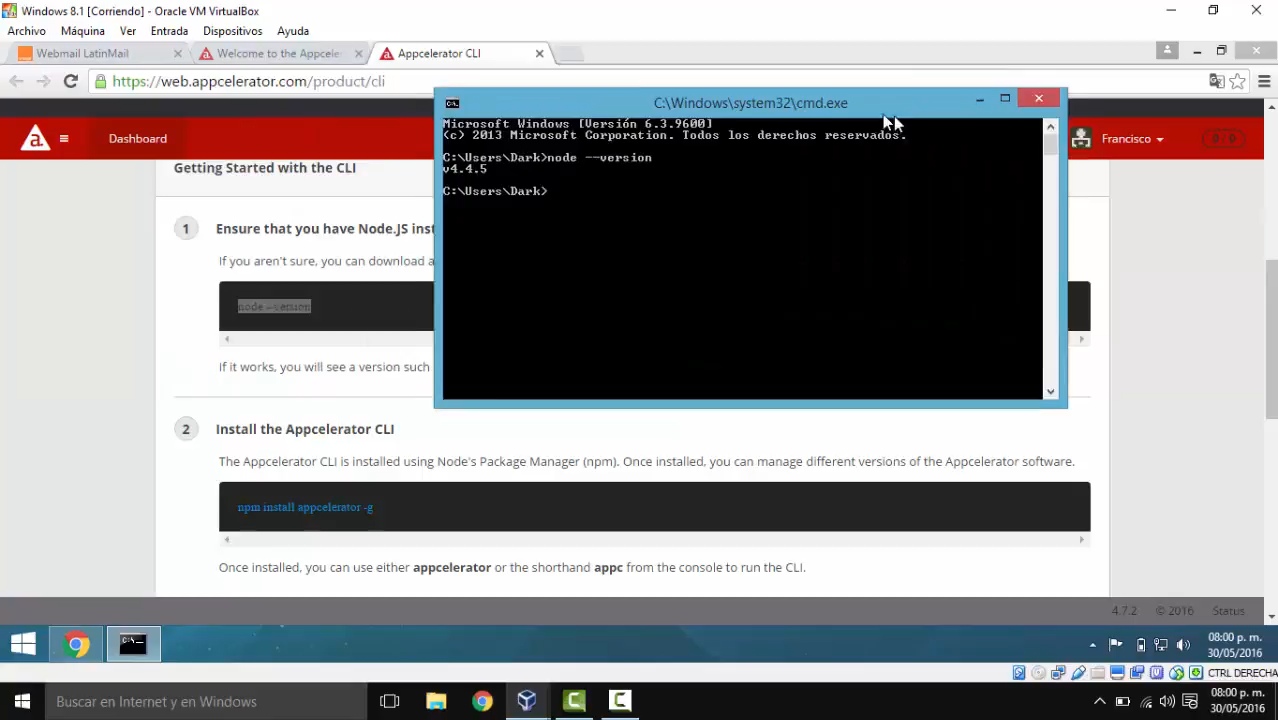 Windows 8.1 [Corriendo] - Oracle VM VirtualBox
Archivo Máquina Ver Entrada Dispositivos Ayuda
Webmail LatinMail
Welcome to the Appcele
Appcelerator CLI
https://web.appcelerator.com/product/cli
C:\Windows\system32\cmd.exe
Microsoft Windows [Versión 6.3.9600]
(c) 2013 Microsoft Corporation. Todos los derechos reservados.
C:\Users\Dark>node --version
v4.4.5
C:\Users\Dark>
Dashboard
Francisco
0/0
Getting Started with the CLI
1 Ensure that you have Node.JS inst
If you aren't sure, you can download a
node --version
If it works, you will see a version such
2 Install the Appcelerator CLI
The Appcelerator CLI is installed using Node's Package Manager (npm). Once installed, you can manage different versions of the Appcelerator software.
npm install appcelerator -g
Once installed, you can use either appcelerator or the shorthand appc from the console to run the CLI.
4.7.2 © 2016 Status
08:00 p. m.
30/05/2016
CTRL DERECHA
Buscar en Internet y en Windows
08:00 p. m.
30/05/2016